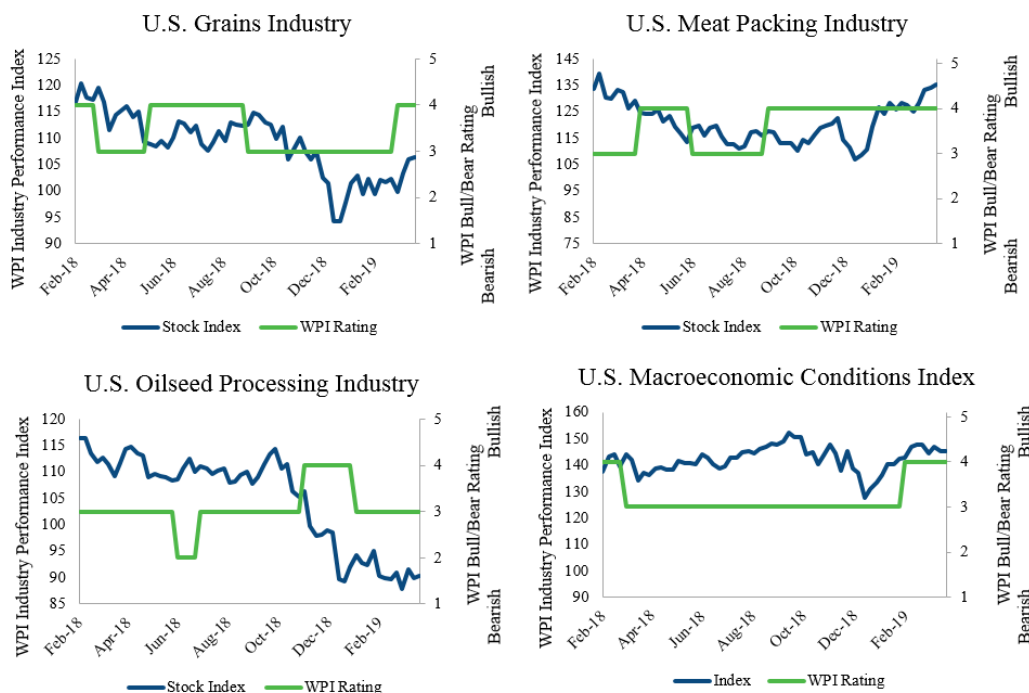 U.S. Grains Industry
WPI Industry Performance Index
125
120
115
110
105
100
95
90
5
4
3
2
1
WPI Bull/Bear Rating
Bearish
Bullish
Feb-18
Apr-18
Jun-18
Aug-18
Oct-18
Dec-18
Feb-19
Stock Index
WPI Rating
U.S. Meat Packing Industry
WPI Industry Performance Index
145
135
125
115
105
95
85
75
5
4
3
2
1
WPI Bull/Bear Rating
Bearish
Bullish
Feb-18
Apr-18
Jun-18
Aug-18
Oct-18
Dec-18
Feb-19
Stock Index
WPI Rating
U.S. Oilseed Processing Industry
WPI Industry Performance Index
120
115
110
105
100
95
90
85
5
4
3
2
1
WPI Bull/Bear Rating
Bearish
Bullish
Feb-18
Apr-18
Jun-18
Aug-18
Oct-18
Dec-18
Feb-19
Stock Index
WPI Rating
U.S. Macroeconomic Conditions Index
WPI Industry Performance Index
160
150
140
130
120
110
100
90
5
4
3
2
1
WPI Bull/Bear Rating
Bearish
Bullish
Feb-18
Apr-18
Jun-18
Aug-18
Oct-18
Dec-18
Feb-19
Index
WPI Rating